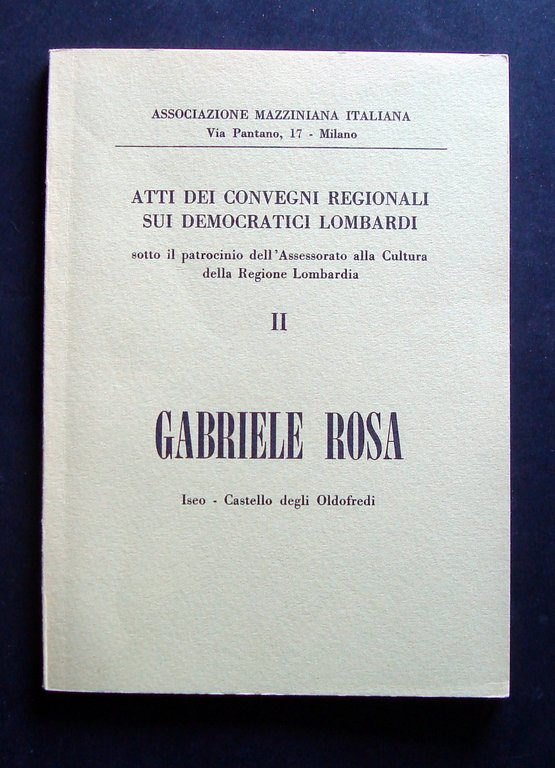 ASSOCIAZIONE MAZZINIANA ITALIANA
Via Pantano, 17 - Milano
ATTI DEI CONVEGNI REGIONALI
SUI DEMOCRATICI LOMBARDI
sotto il patrocinio dell'Assessorato alla Cultura
della Regione Lombardia
II
GABRIELE ROSA
Iseo - Castello degli Oldofredi